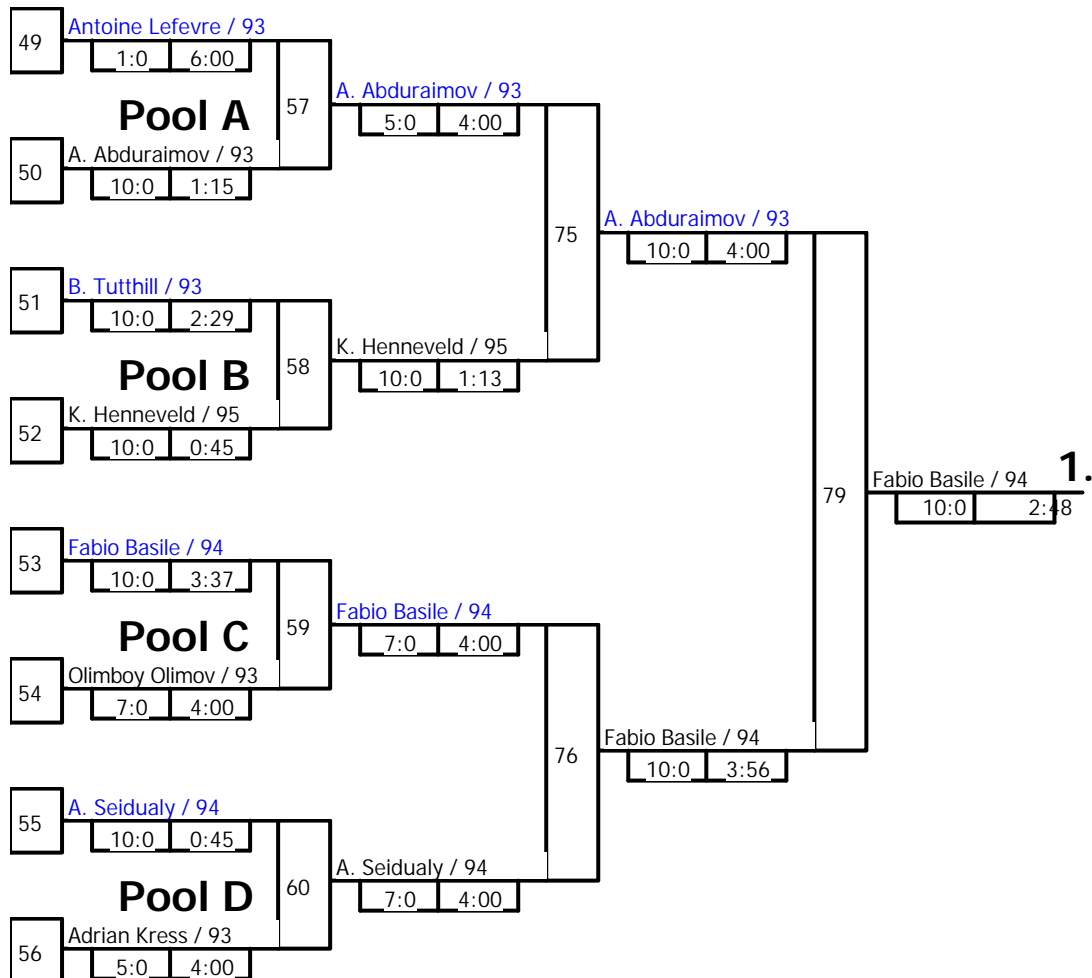 49 Antoine Lefevre / 93
1:0 6:00
Pool A
57
A. Abduraimov / 93
5:0 4:00
50 A. Abduraimov / 93
10:0 1:15
75
A. Abduraimov / 93
10:0 4:00
51 B. Tutthill / 93
10:0 2:29
Pool B
58
K. Henneveld / 95
10:0 1:13
52 K. Henneveld / 95
10:0 0:45
79
Fabio Basile / 94 1.
10:0 2:48
53 Fabio Basile / 94
10:0 3:37
Pool C
59
Fabio Basile / 94
7:0 4:00
54 Olimboy Olimov / 93
7:0 4:00
76
Fabio Basile / 94
10:0 3:56
55 A. Seidualy / 94
10:0 0:45
Pool D
60
A. Seidualy / 94
7:0 4:00
56 Adrian Kress / 93
5:0 4:00